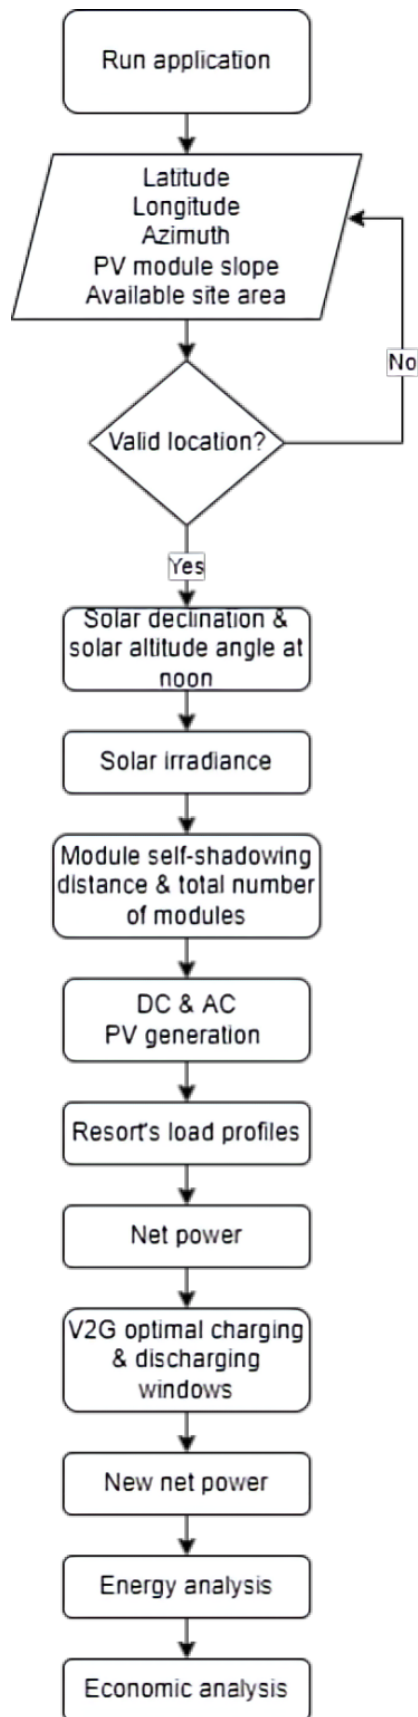 Run application
Latitude
Longitude
Azimuth
PV module slope
Available site area
No
Valid location?
Yes
Solar declination &
solar altitude angle at
noon
Solar irradiance
Module self-shadowing
distance & total number
of modules
DC & AC
PV generation
Resort's load profiles
Net power
V2G optimal charging
& discharging
windows
New net power
Energy analysis
Economic analysis